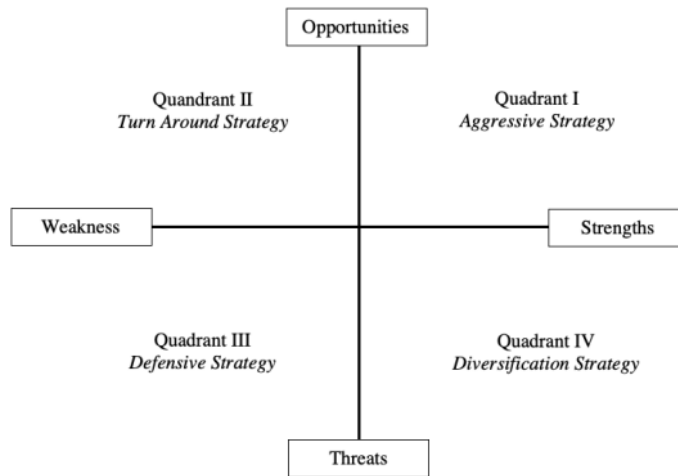 Opportunities
Quandrant II
Turn Around Strategy
Quadrant I
Aggressive Strategy
Weakness
Strengths
Quadrant III
Defensive Strategy
Quadrant IV
Diversification Strategy
Threats